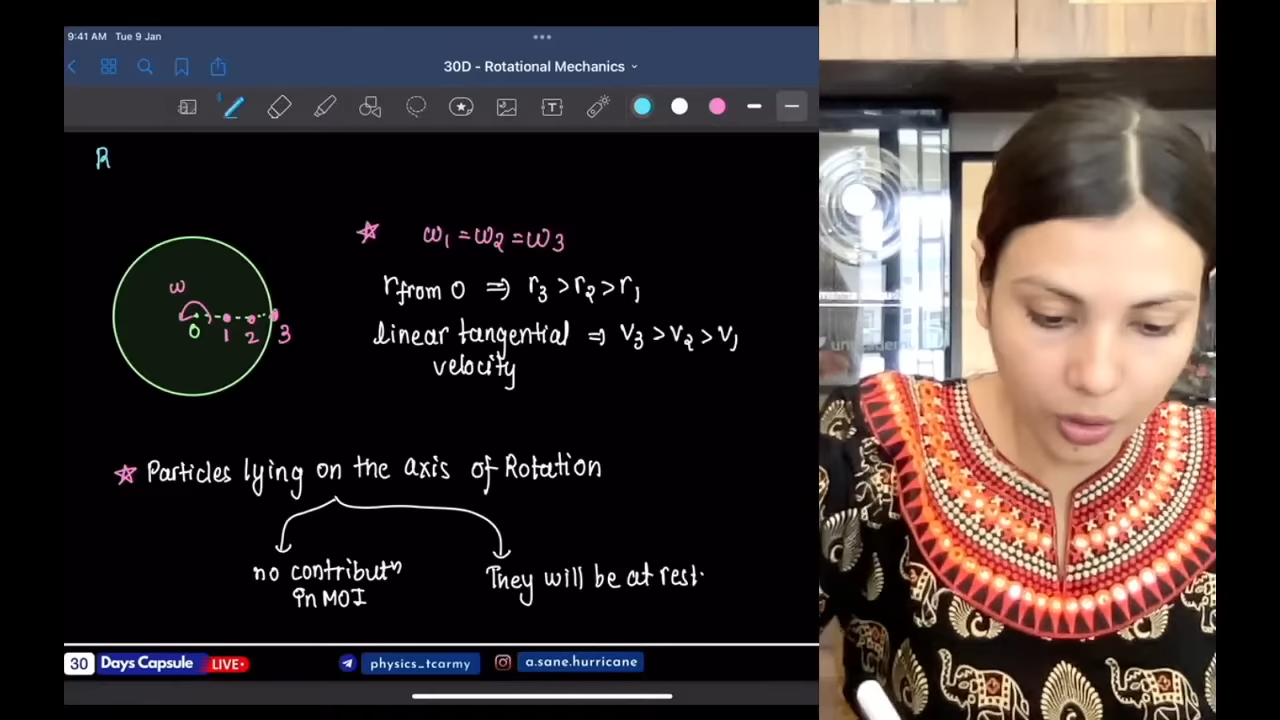 9:41 AM Tue 9 Jan
30D - Rotational Mechanics
R
ω₁ = ω₂ = ω₃
r from 0 ⇒ r₃ > r₂ > r₁
ω
0 1 2 3
linear tangential ⇒ v₃ > v₂ > v₁
velocity
Particles lying on the axis of Rotation
no contributⁿ They will be at rest.
in MOI
30 Days Capsule LIVE physics_tcarmy a.sane.hurricane